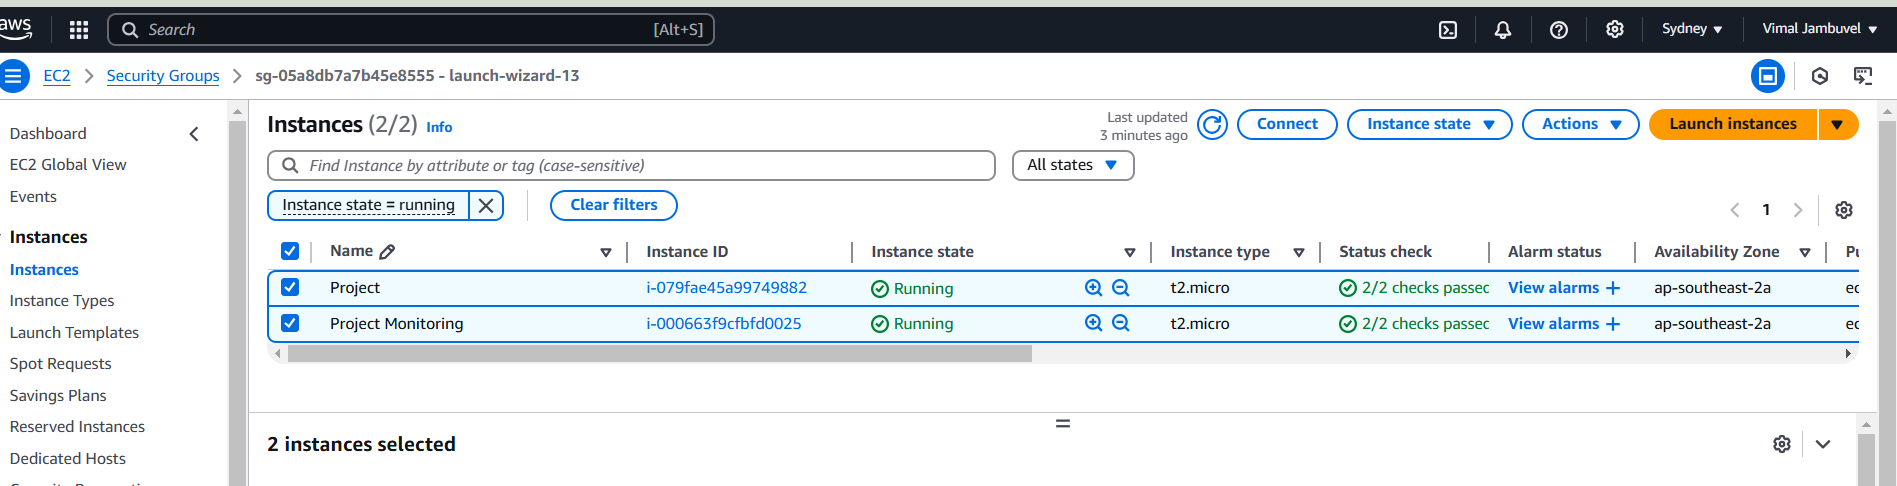 aws
Search [Alt+S]
Sydney
Vimal Jambuvel
EC2 > Security Groups > sg-05a8db7a7b45e8555 - launch-wizard-13
Dashboard
EC2 Global View
Events
Instances
Instances
Instance Types
Launch Templates
Spot Requests
Savings Plans
Reserved Instances
Dedicated Hosts
Instances (2/2) Info
Last updated
3 minutes ago
Connect
Instance state
Actions
Launch instances
Find Instance by attribute or tag (case-sensitive)
All states
Instance state = running
Clear filters
1
Name Instance ID Instance state Instance type Status check Alarm status Availability Zone
Project i-079fae45a99749882 Running t2.micro 2/2 checks passed View alarms + ap-southeast-2a
Project Monitoring i-000663f9cfbfd0025 Running t2.micro 2/2 checks passed View alarms + ap-southeast-2a
2 instances selected